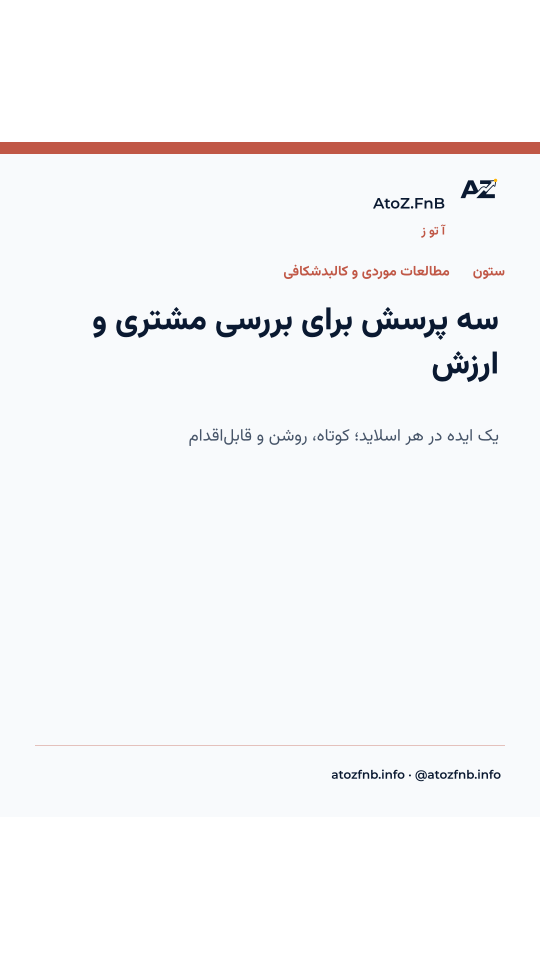 AZ
AtoZ.FnB
آ تو ز
ستون مطالعات موردی و کالبدشکافی
سه پرسش برای بررسی مشتری و
ارزش
یک ایده در هر اسلاید؛ کوتاه، روشن و قابل‌اقدام
atozfnb.info · @atozfnb.info